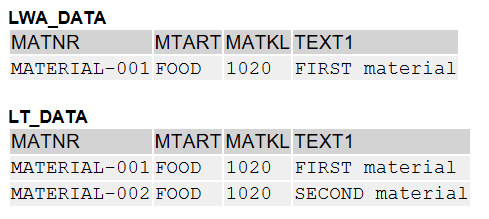 LWA_DATA
MATNR MTART MATKL TEXT1
MATERIAL-001 FOOD 1020 FIRST material
LT_DATA
MATNR MTART MATKL TEXT1
MATERIAL-001 FOOD 1020 FIRST material
MATERIAL-002 FOOD 1020 SECOND material